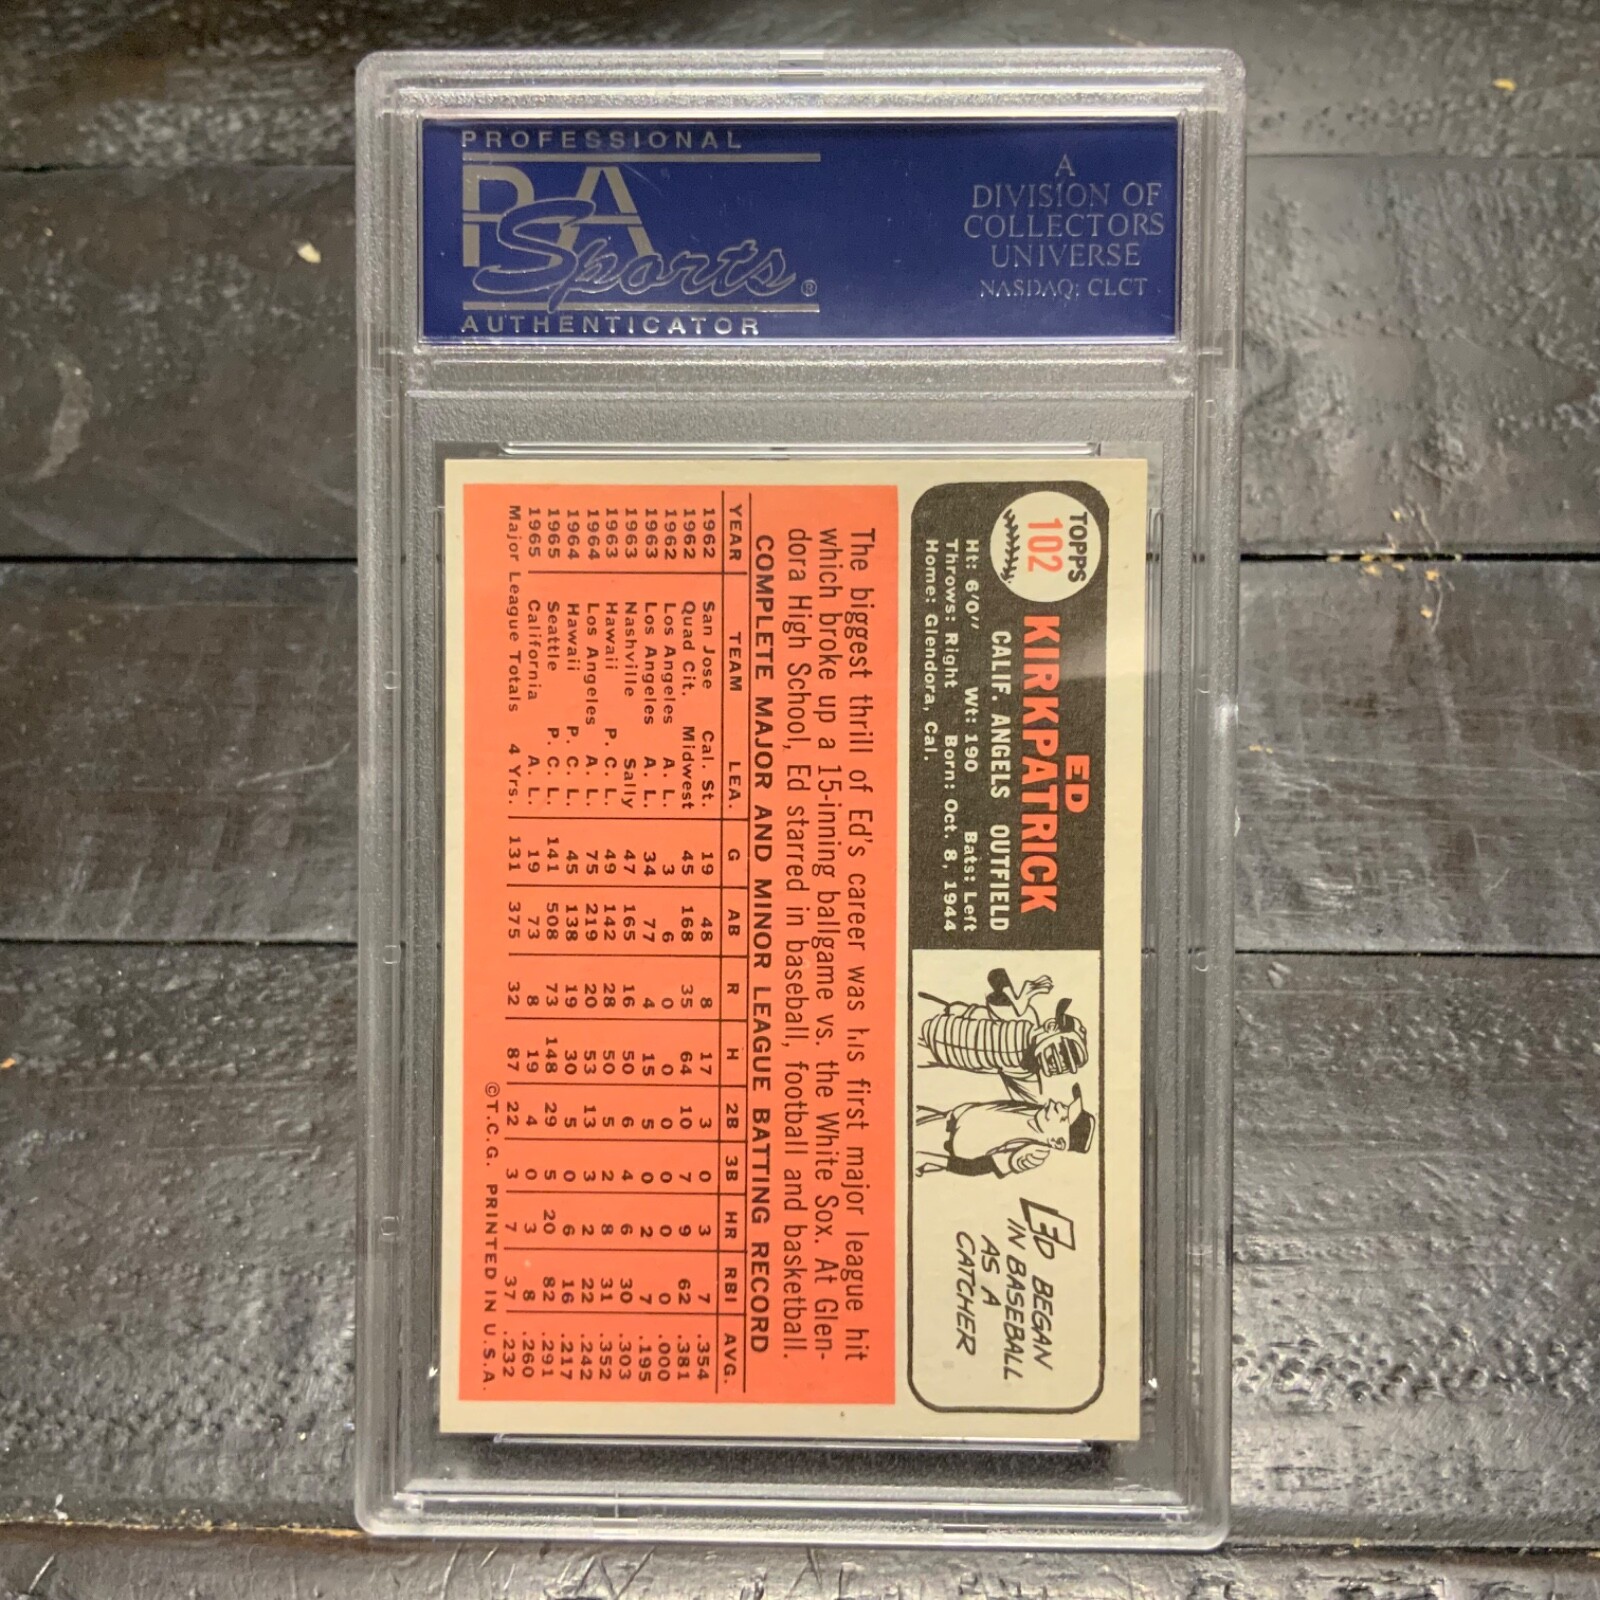 PROFESSIONAL
PSA
Sports®
AUTHENTICATOR
A
DIVISION OF
COLLECTORS
UNIVERSE
NASDAQ: CLCT
TOPPS
102
ED
KIRKPATRICK
CALIF. ANGELS OUTFIELD
Ht: 6'0" Wt: 190 Bats: Left
Throws: Right Born: Oct. 8, 1944
Home: Glendora, Cal.
ED BEGAN
IN BASEBALL
AS A
CATCHER
The biggest thrill of Ed's career was his first major league hit
which broke up a 15-inning ballgame vs. the White Sox. At Glen-
dora High School, Ed starred in baseball, football and basketball.
COMPLETE MAJOR AND MINOR LEAGUE BATTING RECORD
YEAR TEAM LEA. G AB R H 2B 3B HR RBI AVG.
1962 San Jose Cal. St. 19 48 8 17 3 0 3 7 .354
1962 Quad Cit. Midwest 45 168 35 64 10 7 9 62 .381
1962 Los Angeles A. L. 3 6 0 0 0 0 0 0 .000
1963 Los Angeles A. L. 34 77 4 15 5 0 2 7 .195
1963 Nashville Sally 47 165 16 50 6 4 6 30 .303
1963 Hawaii P. C. L. 49 142 28 50 5 2 8 31 .352
1964 Los Angeles A. L. 75 219 20 53 13 3 2 22 .242
1964 Hawaii P. C. L. 45 138 19 30 5 0 6 16 .217
1965 Seattle P. C. L. 141 508 73 148 29 5 20 82 .291
1965 California A. L. 19 73 8 19 4 0 3 8 .260
Major League Totals 4 Yrs. 131 375 32 87 22 3 7 37 .232
©T.C.G. PRINTED IN U.S.A.